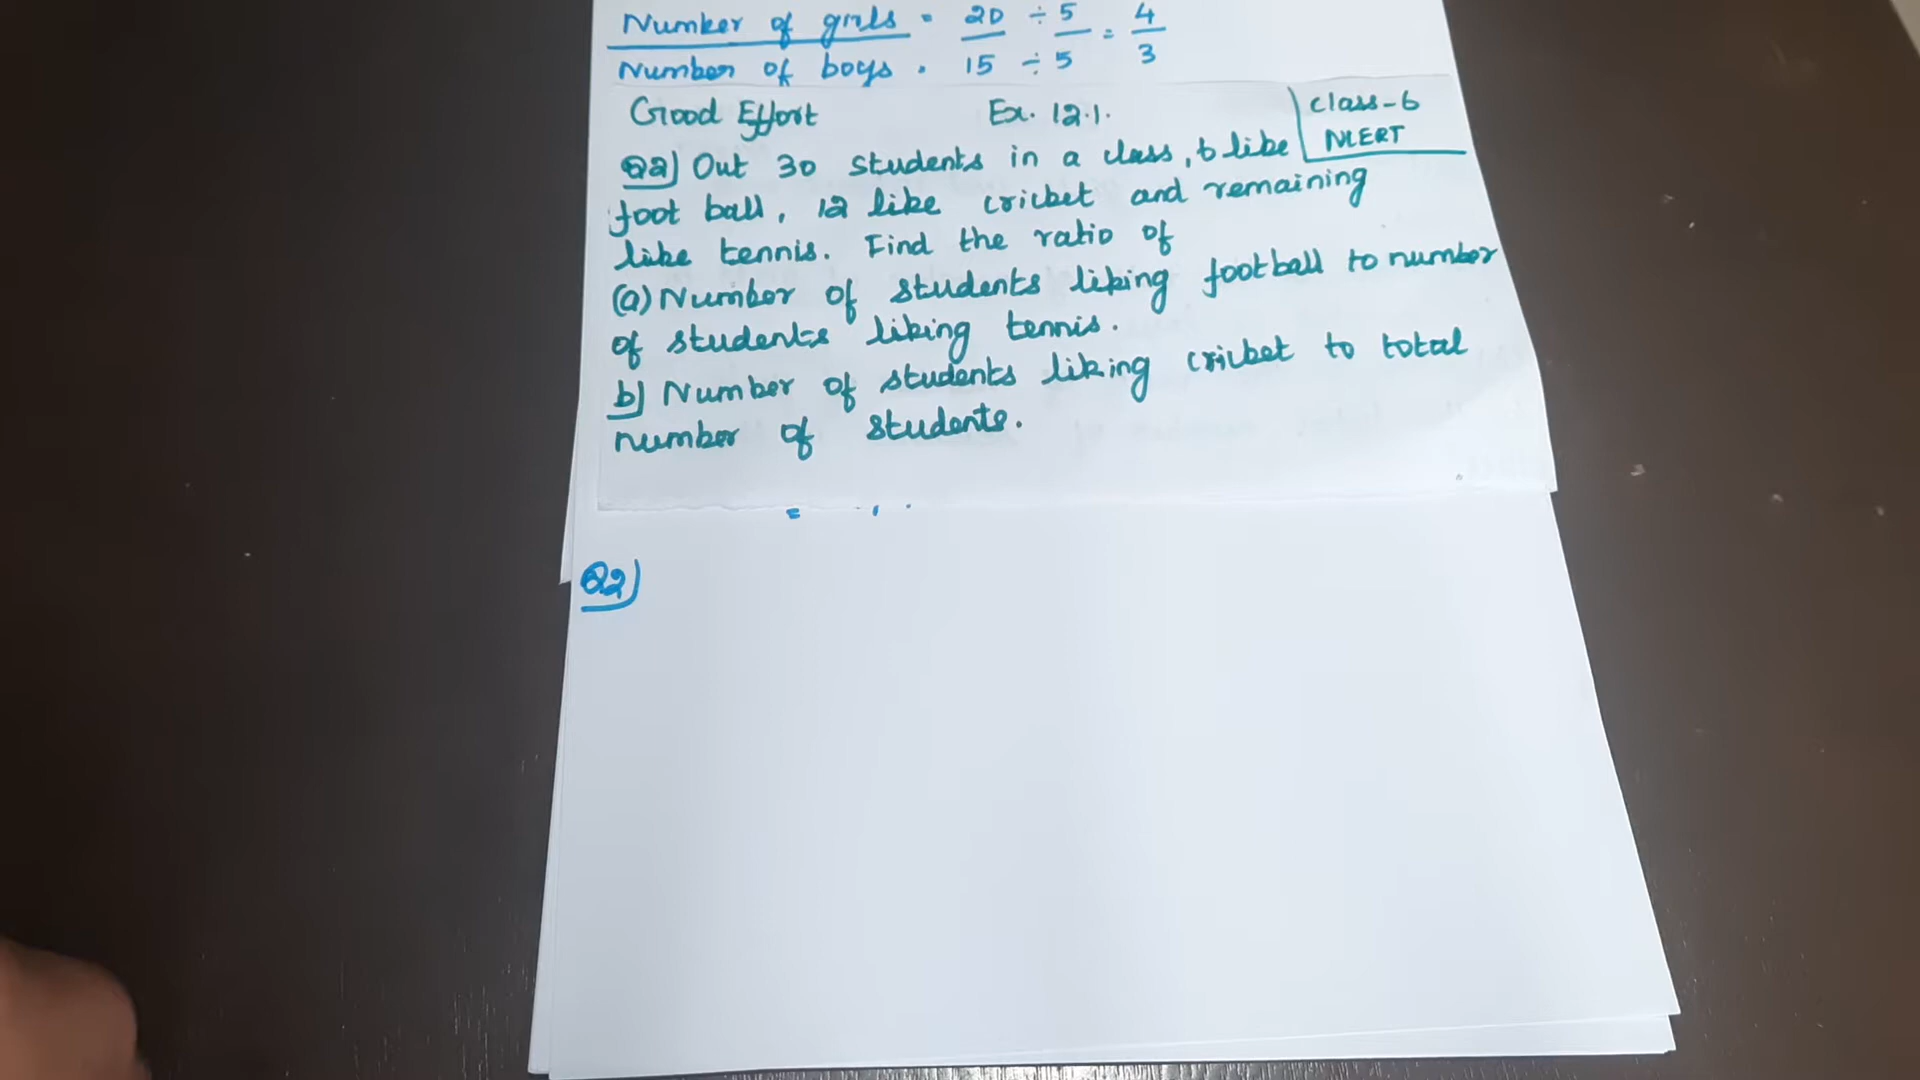 Number of girls = 20 ÷ 5 = 4
Number of boys . 15 ÷ 5 3
Good Effort Ex. 12.1. class-6
NCERT
Q2) Out 30 students in a class, 6 like
foot ball, 12 like cricket and remaining
like tennis. Find the ratio of
(a) Number of students liking football to number
of students liking tennis.
b) Number of students liking cricket to total
number of students.
Q2)